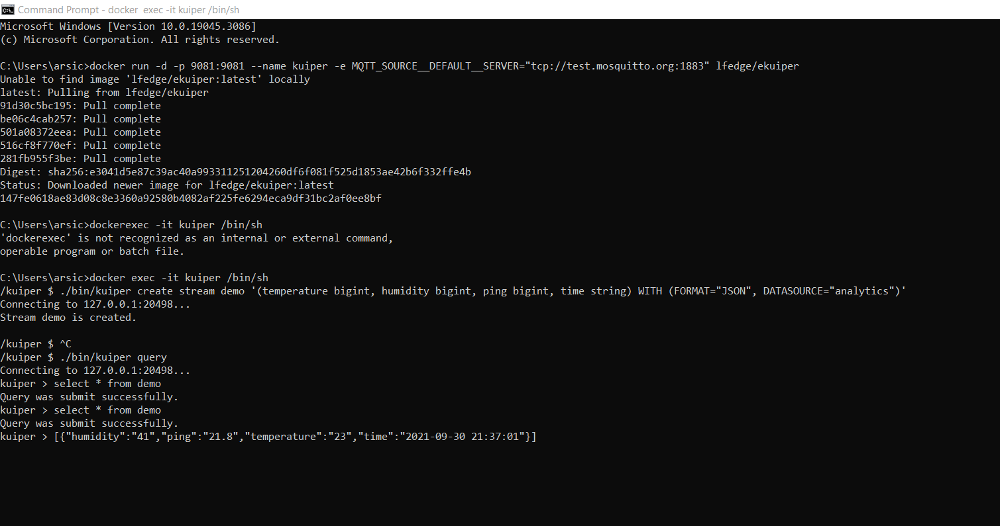 Command Prompt - docker  exec -it kuiper /bin/sh
Microsoft Windows [Version 10.0.19045.3086]
(c) Microsoft Corporation. All rights reserved.
C:\Users\arsic>docker run -d -p 9081:9081 --name kuiper -e MQTT_SOURCE__DEFAULT__SERVER="tcp://test.mosquitto.org:1883" lfedge/ekuiper
Unable to find image 'lfedge/ekuiper:latest' locally
latest: Pulling from lfedge/ekuiper
91d30c5bc195: Pull complete
be06c4cab257: Pull complete
501a08372eea: Pull complete
516cf8f770ef: Pull complete
281fb955f3be: Pull complete
Digest: sha256:e3041d5e87c39ac40a993311251204260df6f081f525d1853ae42b6f332ffe4b
Status: Downloaded newer image for lfedge/ekuiper:latest
147fe0618ae83d08c8e3360a92580b4082af225fe6294eca9df31bc2af0ee8bf
C:\Users\arsic>dockerexec -it kuiper /bin/sh
'dockerexec' is not recognized as an internal or external command,
operable program or batch file.
C:\Users\arsic>docker exec -it kuiper /bin/sh
/kuiper $ ./bin/kuiper create stream demo '(temperature bigint, humidity bigint, ping bigint, time string) WITH (FORMAT="JSON", DATASOURCE="analytics")'
Connecting to 127.0.0.1:20498...
Stream demo is created.
/kuiper $ ^C
/kuiper $ ./bin/kuiper query
Connecting to 127.0.0.1:20498...
kuiper > select * from demo
Query was submit successfully.
kuiper > select * from demo
Query was submit successfully.
kuiper > [{"humidity":"41","ping":"21.8","temperature":"23","time":"2021-09-30 21:37:01"}]